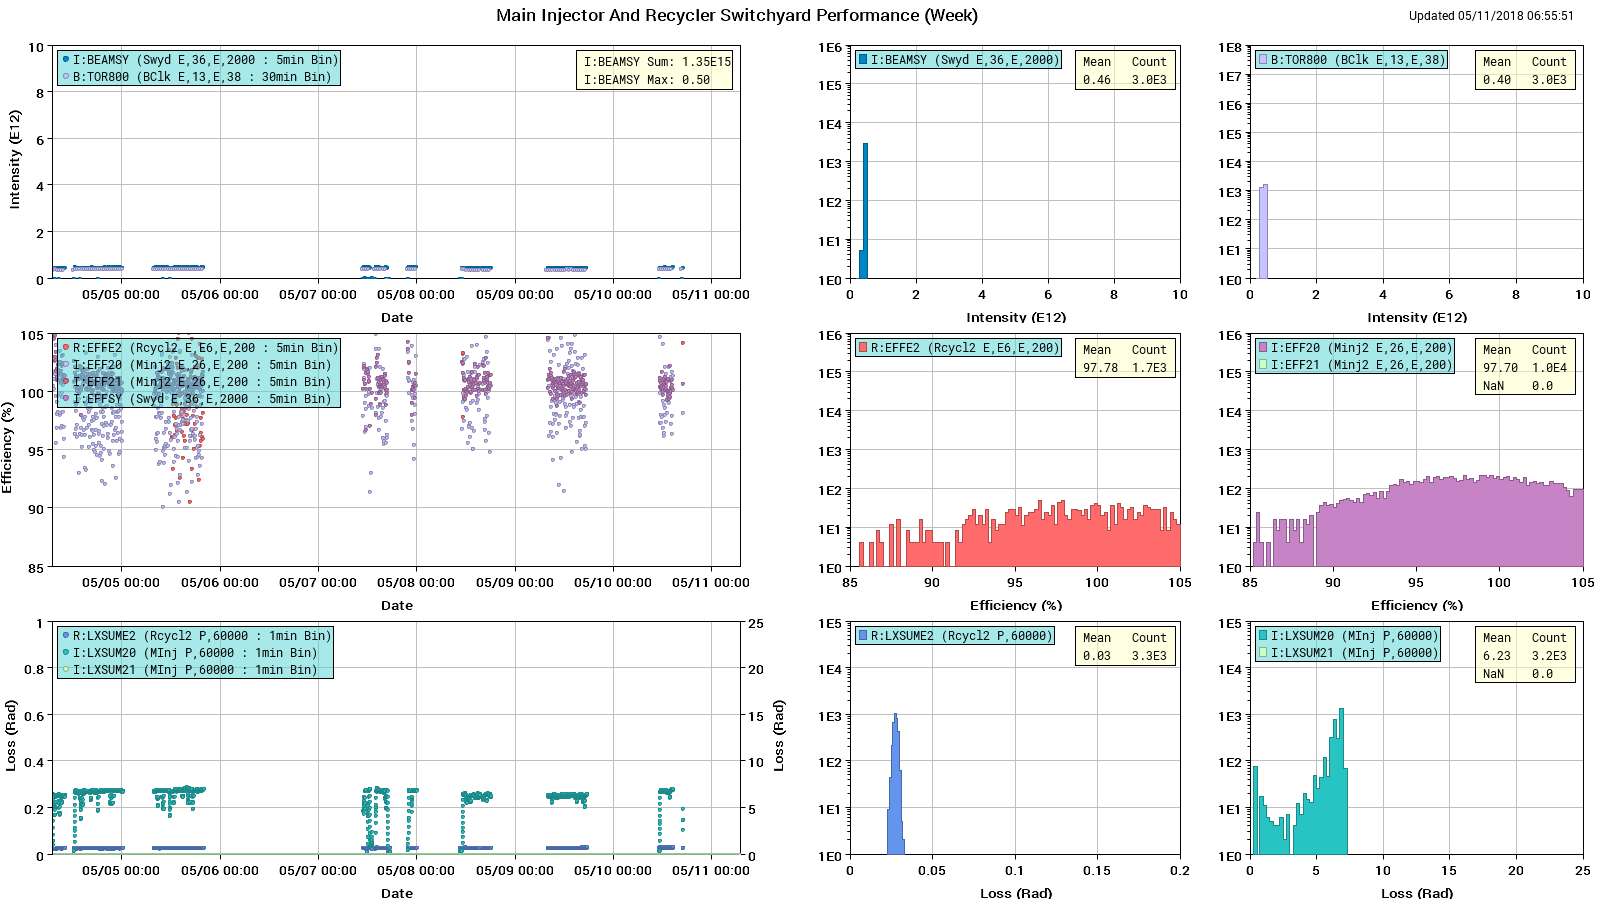 Main Injector And Recycler Switchyard Performance (Week)
Updated 05/11/2018 06:55:51
I:BEAMSY (Swyd E,36,E,2000 : 5min Bin)
B:TOR800 (BClk E,13,E,38 : 30min Bin)
I:BEAMSY Sum: 1.35E15
I:BEAMSY Max: 0.50
Intensity (E12)
10
8
6
4
2
0
05/05 00:00 05/06 00:00 05/07 00:00 05/08 00:00 05/09 00:00 05/10 00:00 05/11 00:00
Date
I:BEAMSY (Swyd E,36,E,2000)
Mean Count
0.46 3.0E3
1E6
1E5
1E4
1E3
1E2
1E1
1E0
0 2 4 6 8 10
Intensity (E12)
B:TOR800 (BClk E,13,E,38)
Mean Count
0.40 3.0E3
1E8
1E7
1E6
1E5
1E4
1E3
1E2
1E1
1E0
0 2 4 6 8 10
Intensity (E12)
R:EFFE2 (Rcycl2 E,E6,E,200 : 5min Bin)
I:EFF20 (Minj2 E,26,E,200 : 5min Bin)
I:EFF21 (Minj2 E,26,E,200 : 5min Bin)
I:EFFSY (Swyd E,36,E,2000 : 5min Bin)
Efficiency (%)
105
100
95
90
85
05/05 00:00 05/06 00:00 05/07 00:00 05/08 00:00 05/09 00:00 05/10 00:00 05/11 00:00
Date
R:EFFE2 (Rcycl2 E,E6,E,200)
Mean Count
97.78 1.7E3
1E6
1E5
1E4
1E3
1E2
1E1
1E0
85 90 95 100 105
Efficiency (%)
I:EFF20 (Minj2 E,26,E,200)
I:EFF21 (Minj2 E,26,E,200)
Mean Count
97.70 1.0E4
NaN 0.0
1E6
1E5
1E4
1E3
1E2
1E1
1E0
85 90 95 100 105
Efficiency (%)
R:LXSUME2 (Rcycl2 P,60000 : 1min Bin)
I:LXSUM20 (MInj P,60000 : 1min Bin)
I:LXSUM21 (MInj P,60000 : 1min Bin)
Loss (Rad)
1
0.8
0.6
0.4
0.2
0
25
20
15
10
5
0
Loss (Rad)
05/05 00:00 05/06 00:00 05/07 00:00 05/08 00:00 05/09 00:00 05/10 00:00 05/11 00:00
Date
R:LXSUME2 (Rcycl2 P,60000)
Mean Count
0.03 3.3E3
1E5
1E4
1E3
1E2
1E1
1E0
0 0.05 0.1 0.15 0.2
Loss (Rad)
I:LXSUM20 (MInj P,60000)
I:LXSUM21 (MInj P,60000)
Mean Count
6.23 3.2E3
NaN 0.0
1E5
1E4
1E3
1E2
1E1
1E0
0 5 10 15 20 25
Loss (Rad)